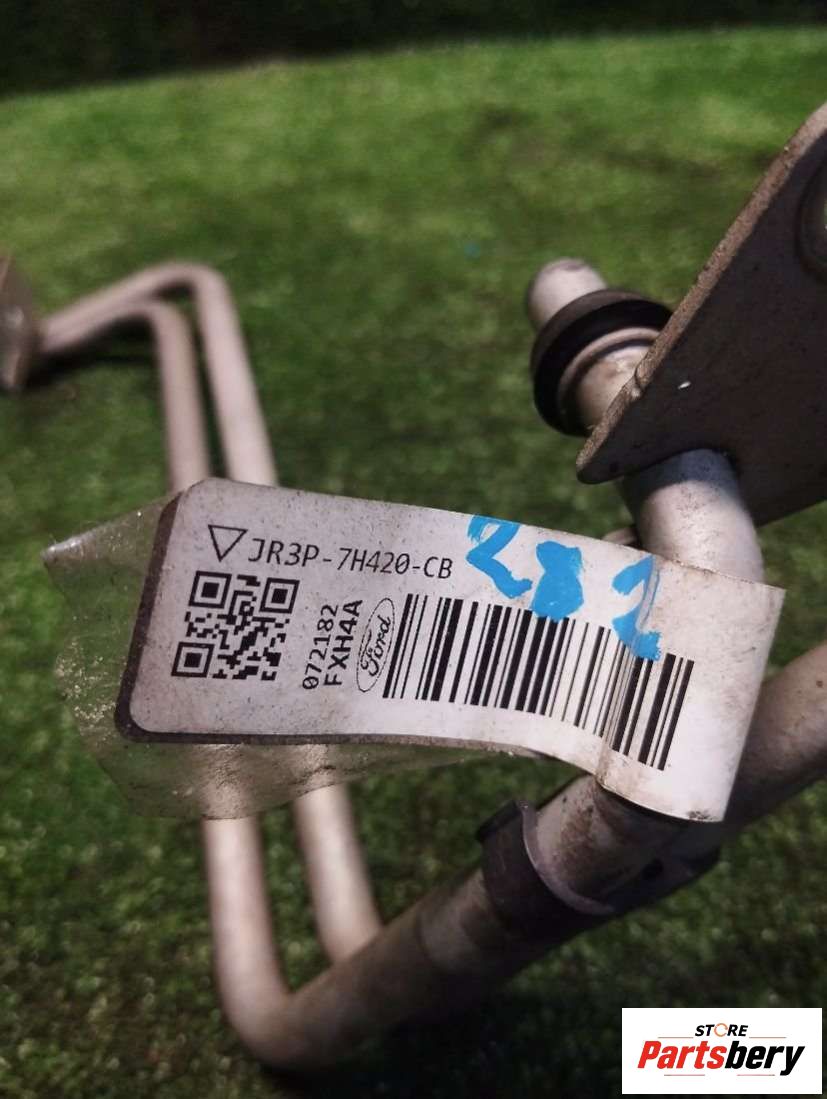 JR3P-7H420-CB
072182
FXH4A
Ford
STORE
Partsbery